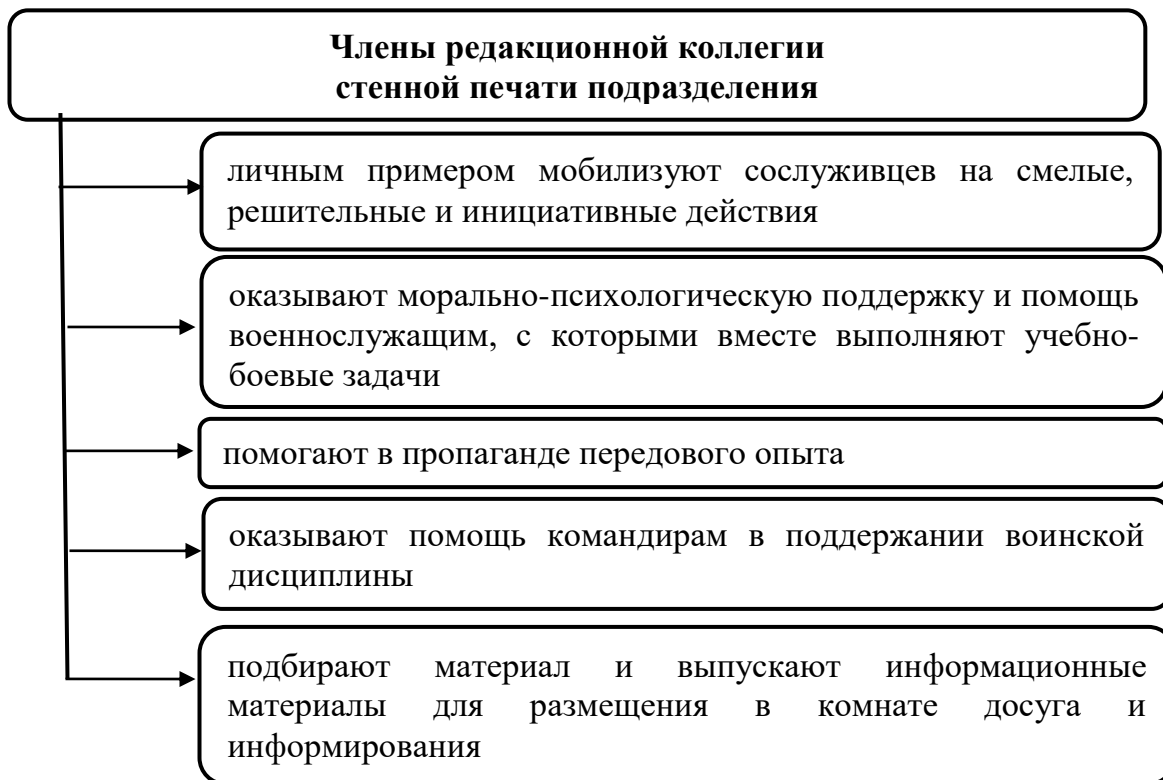 Члены редакционной коллегии
стенной печати подразделения
личным примером мобилизуют сослуживцев на смелые,
решительные и инициативные действия
оказывают морально-психологическую поддержку и помощь
военнослужащим, с которыми вместе выполняют учебно-
боевые задачи
помогают в пропаганде передового опыта
оказывают помощь командирам в поддержании воинской
дисциплины
подбирают материал и выпускают информационные
материалы для размещения в комнате досуга и
информирования